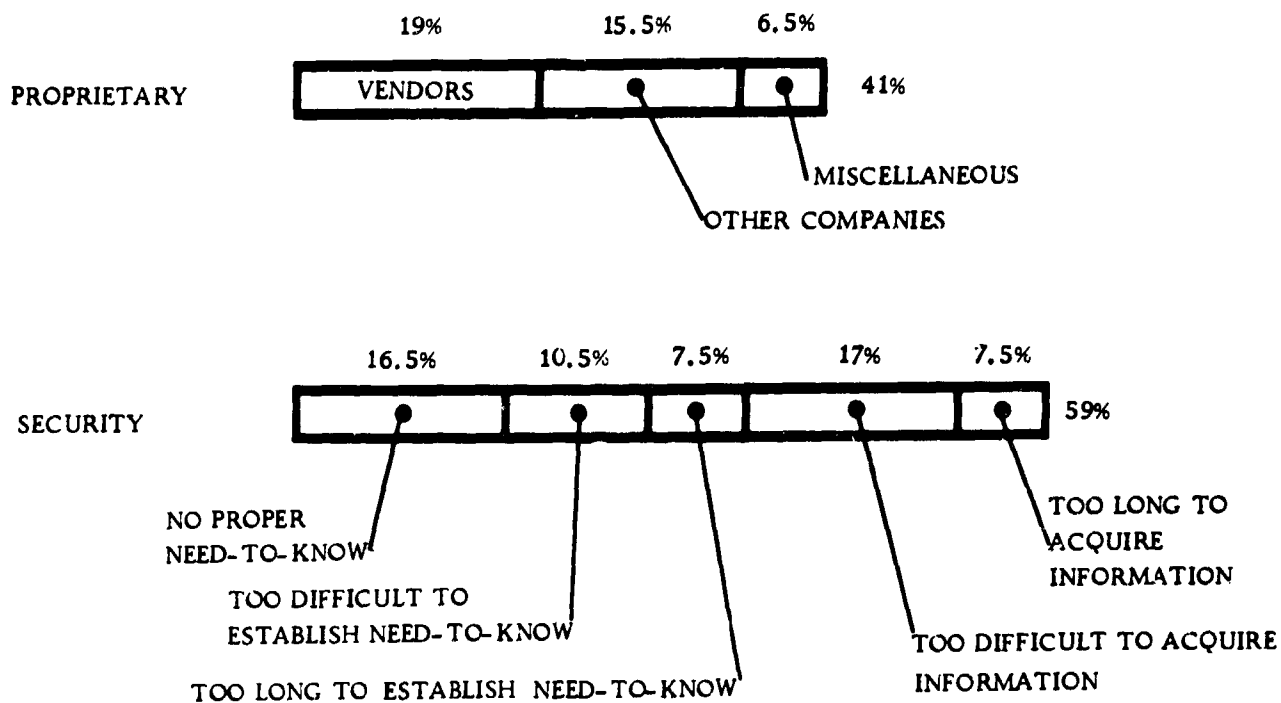 19% 15.5% 6.5%
PROPRIETARY VENDORS 41%
MISCELLANEOUS
OTHER COMPANIES
16.5% 10.5% 7.5% 17% 7.5%
SECURITY 59%
NO PROPER
NEED-TO-KNOW
TOO DIFFICULT TO
ESTABLISH NEED-TO-KNOW
TOO LONG TO ESTABLISH NEED-TO-KNOW
TOO DIFFICULT TO ACQUIRE
INFORMATION
TOO LONG TO
ACQUIRE
INFORMATION